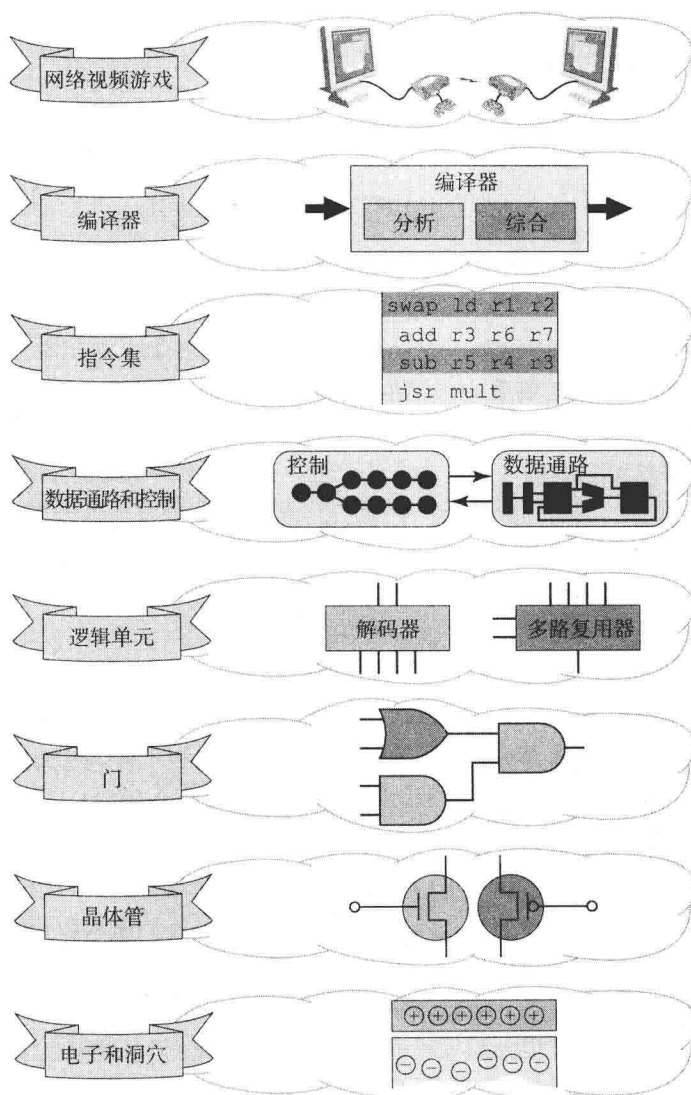 网络视频游戏
编译器
编译器
分析
综合
指令集
swap ld r1 r2
add r3 r6 r7
sub r5 r4 r3
jsr mult
数据通路和控制
控制
数据通路
逻辑单元
解码器
多路复用器
门
晶体管
电子和洞穴